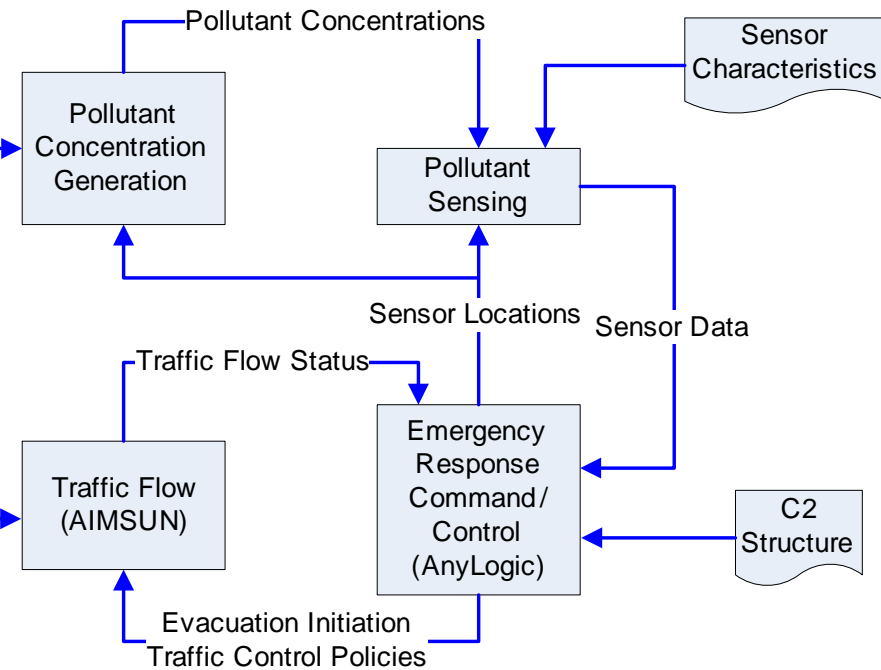 Pollutant Concentrations
Sensor
Characteristics
Pollutant
Concentration
Generation
Pollutant
Sensing
Sensor Locations
Sensor Data
Traffic Flow Status
Emergency
Response
Command/
Control
(AnyLogic)
Traffic Flow
(AIMSUN)
C2
Structure
Evacuation Initiation
Traffic Control Policies